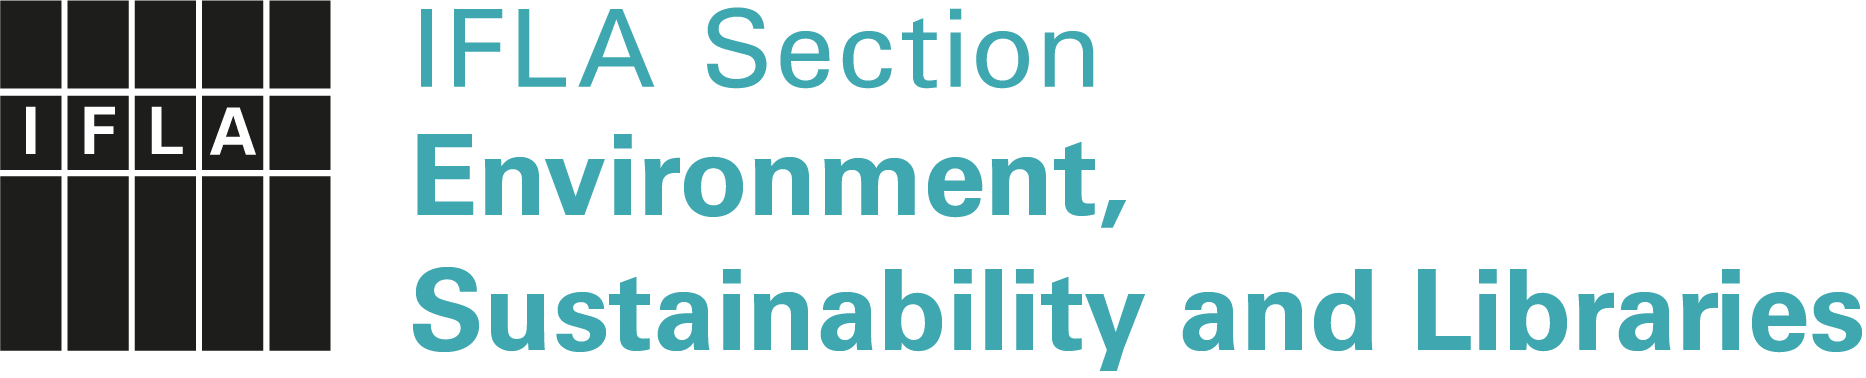 IFLA
IFLA Section
Environment,
Sustainability and Libraries